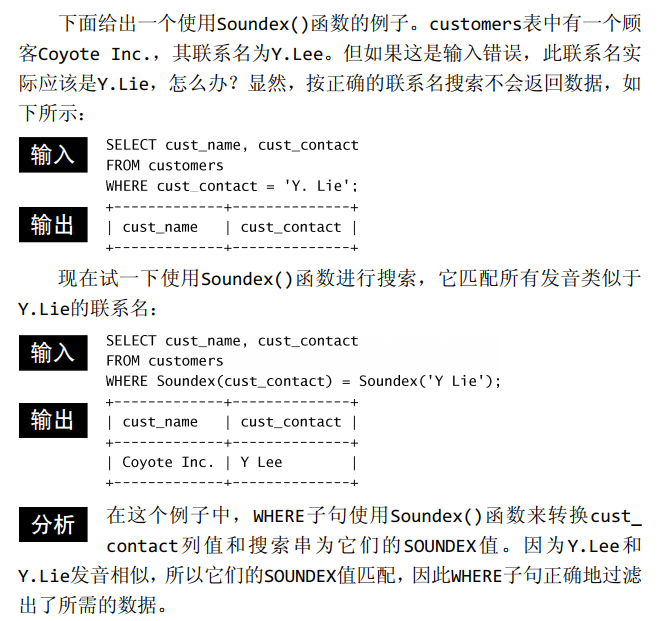 下面给出一个使用Soundex()函数的例子。customers表中有一个顾
客Coyote Inc.，其联系名为Y.Lee。但如果这是输入错误，此联系名实
际应该是Y.Lie，怎么办？显然，按正确的联系名搜索不会返回数据，如
下所示：
输入
SELECT cust_name, cust_contact
FROM customers
WHERE cust_contact = 'Y. Lie';
输出
+-------------+--------------+
| cust_name   | cust_contact |
+-------------+--------------+
现在试一下使用Soundex()函数进行搜索，它匹配所有发音类似于
Y.Lie的联系名：
输入
SELECT cust_name, cust_contact
FROM customers
WHERE Soundex(cust_contact) = Soundex('Y Lie');
输出
+-------------+--------------+
| cust_name   | cust_contact |
+-------------+--------------+
| Coyote Inc. | Y Lee        |
+-------------+--------------+
分析
在这个例子中，WHERE子句使用Soundex()函数来转换cust_
contact列值和搜索串为它们的SOUNDEX值。因为Y.Lee和
Y.Lie发音相似，所以它们的SOUNDEX值匹配，因此WHERE子句正确地过滤
出了所需的数据。